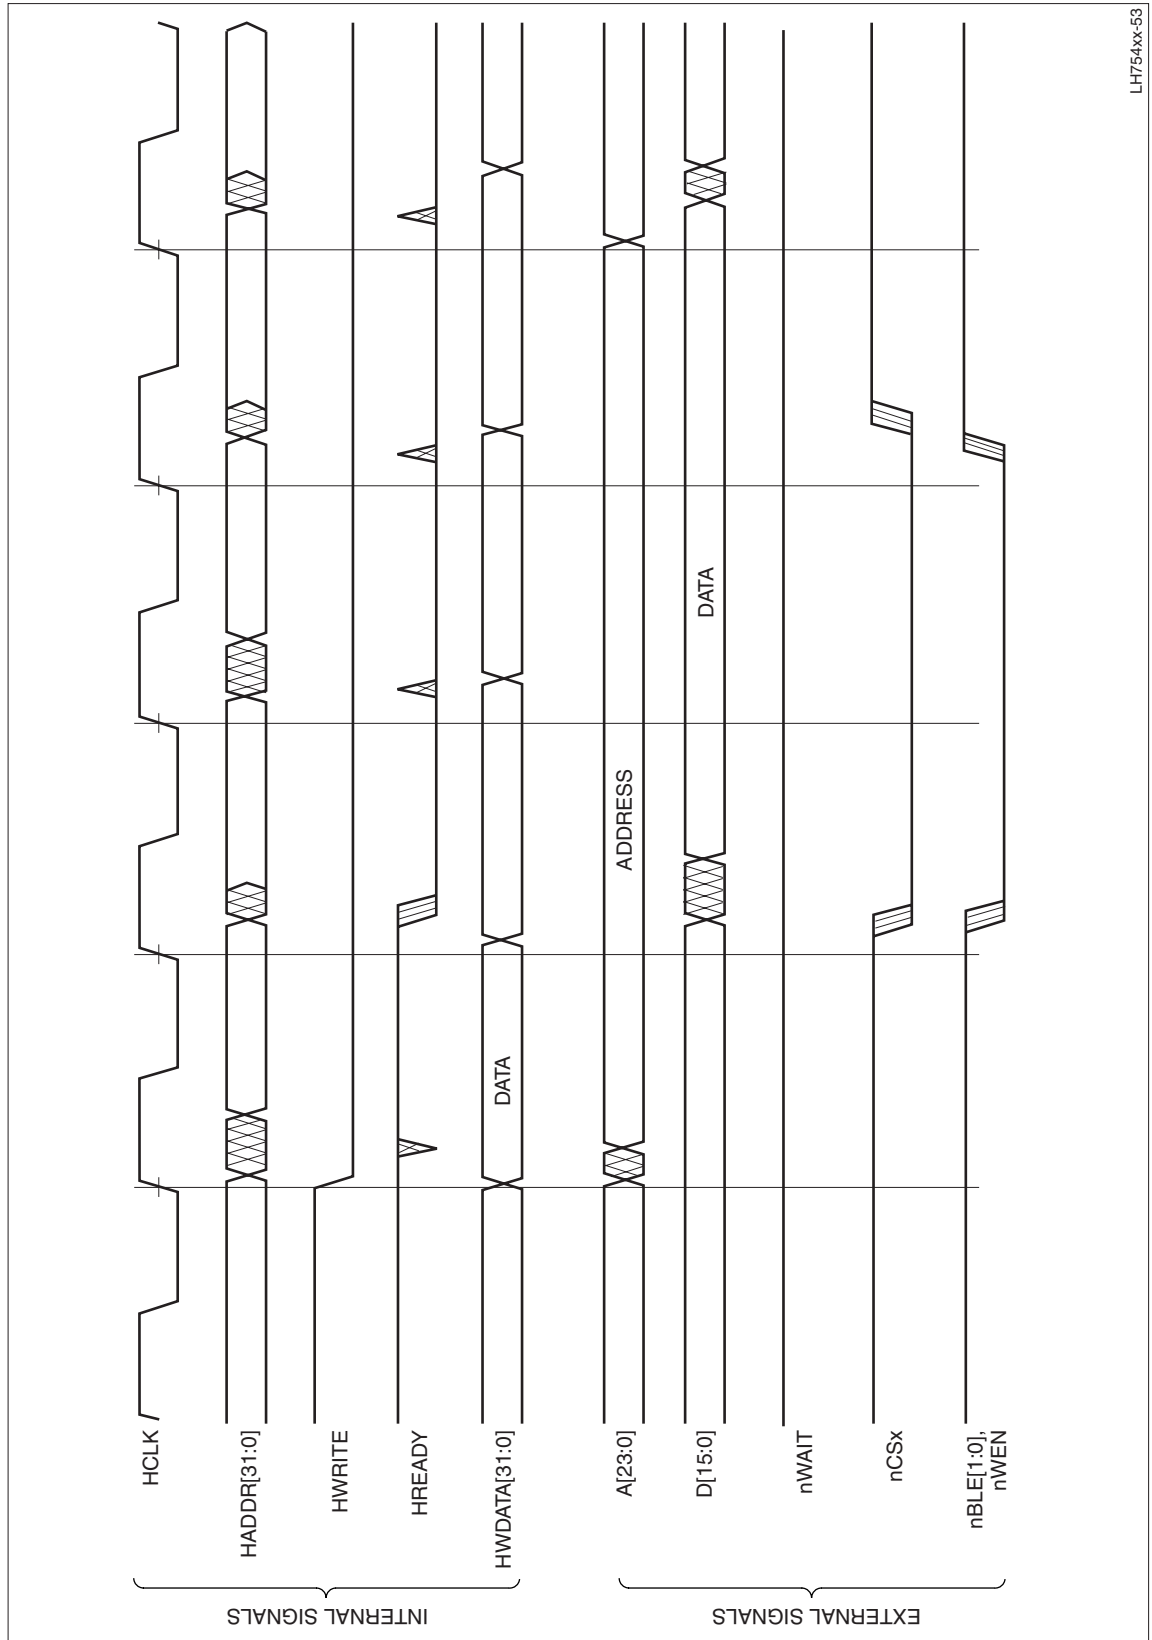 HCLK
HADDR[31:0]
HWRITE
HREADY
HWDATA[31:0]
DATA
A[23:0]
ADDRESS
D[15:0]
DATA
nWAIT
nCSx
nBLE[1:0],
nWEN
INTERNAL SIGNALS
EXTERNAL SIGNALS
LH754xx-53